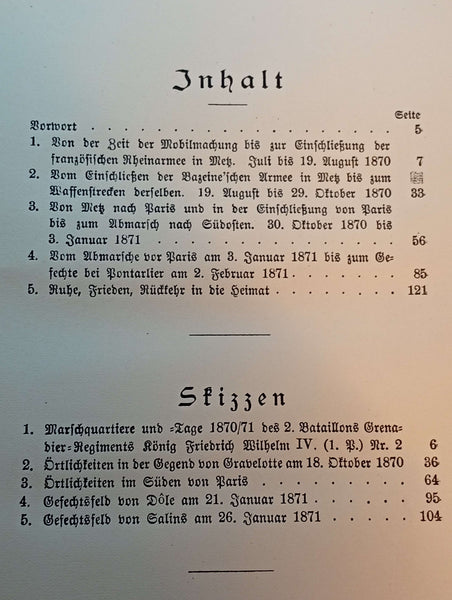 Inhalt
Seite
Vorwort . . . . . . . . . . . . . . . . . 5
1. Von der Zeit der Mobilmachung bis zur Einschließung der
französischen Rheinarmee in Metz. Juli bis 19. August 1870 7
2. Vom Einschließen der Bazeine'schen Armee in Metz bis zum
Waffenstrecken derselben. 19. August bis 29. Oktober 1870 33
3. Von Metz nach Paris und in der Einschließung von Paris
bis zum Abmarsch nach Südosten. 30. Oktober 1870 bis
3. Januar 1871 . . . . . . . . . . . . . 56
4. Vom Abmarsche vor Paris am 3. Januar 1871 bis zum Ge-
fechte bei Pontarlier am 2. Februar 1871 . . . . . . 85
5. Ruhe, Frieden, Rückkehr in die Heimat . . . . . . . . 121
Skizzen
1. Marschquartiere und =Tage 1870/71 des 2. Bataillons Grena-
dier=Regiments König Friedrich Wilhelm IV. (1. P.) Nr. 2 6
2. Örtlichkeiten in der Gegend von Gravelotte am 18. Oktober 1870 36
3. Örtlichkeiten im Süden von Paris . . . . . . . . . 64
4. Gefechtsfeld von Dôle am 21. Januar 1871 . . . . . . 95
5. Gefechtsfeld von Salins am 26. Januar 1871 . . . . . 104